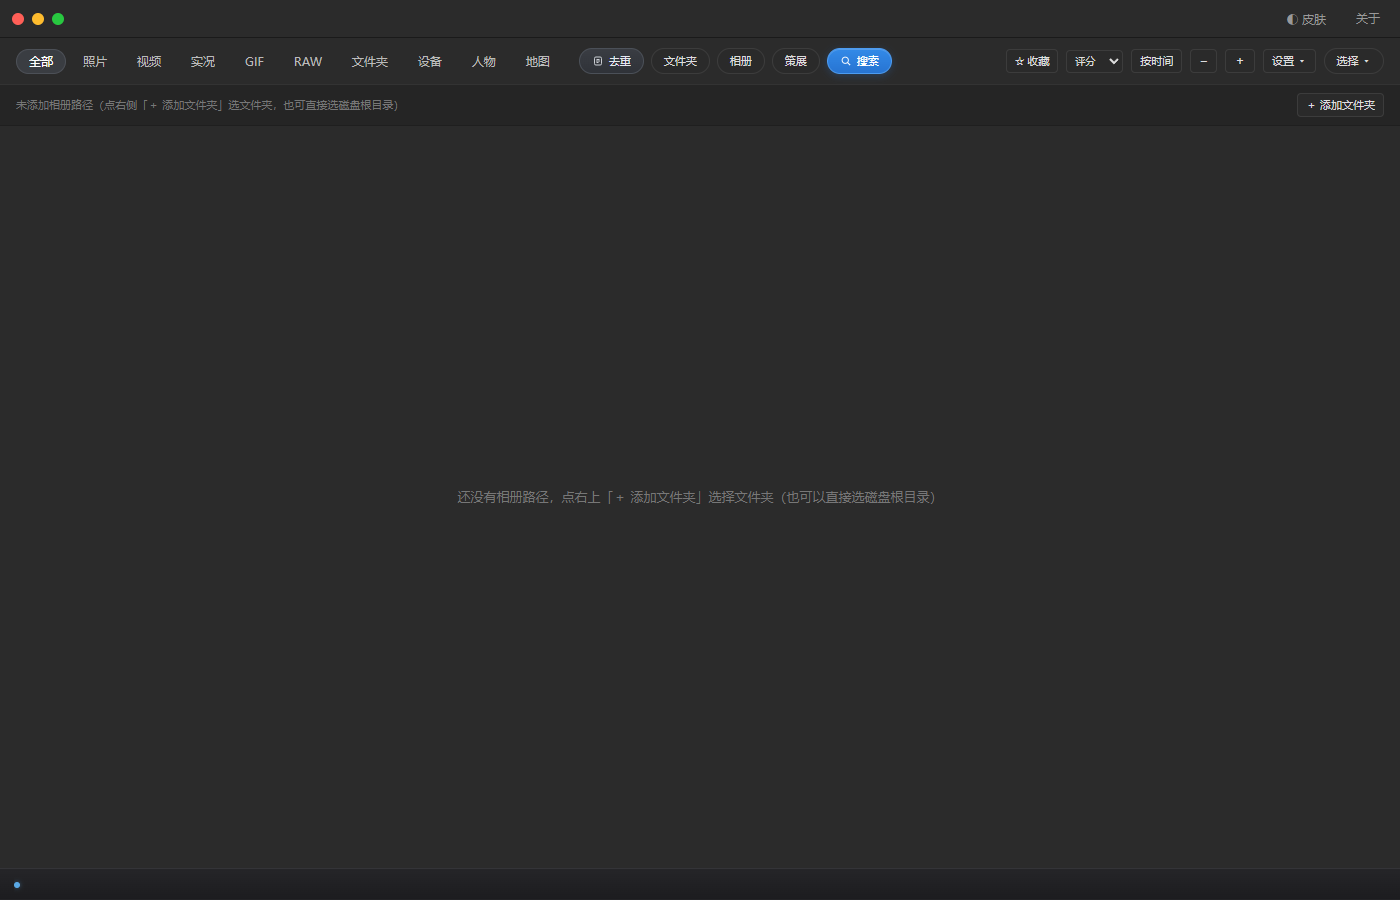 皮肤 关于
全部 照片 视频 实况 GIF RAW 文件夹 设备 人物 地图 去重 文件夹 相册 策展 搜索 ☆ 收藏 评分 按时间 − + 设置 选择
未添加相册路径（点右侧「 + 添加文件夹」选文件夹，也可直接选磁盘根目录） + 添加文件夹
还没有相册路径，点右上「 + 添加文件夹」选择文件夹（也可以直接选磁盘根目录）